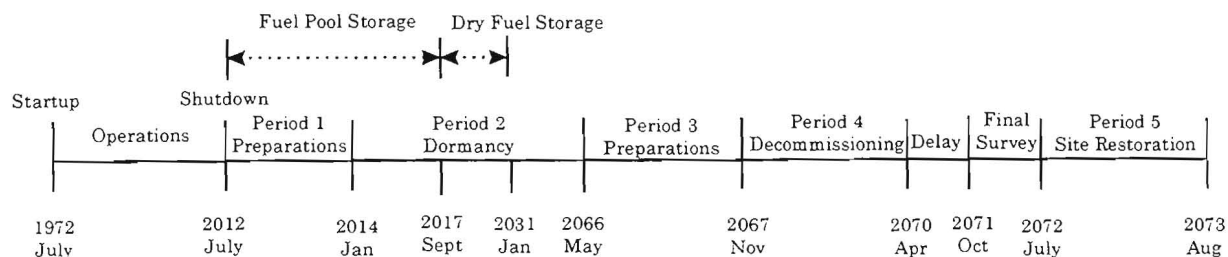 Fuel Pool Storage Dry Fuel Storage
Startup Shutdown
Operations Period 1 Period 2 Period 3 Period 4 Delay Final Period 5
Preparations Dormancy Preparations Decommissioning Survey Site Restoration
1972 2012 2014 2017 2031 2066 2067 2070 2071 2072 2073
July July Jan Sept Jan May Nov Apr Oct July Aug